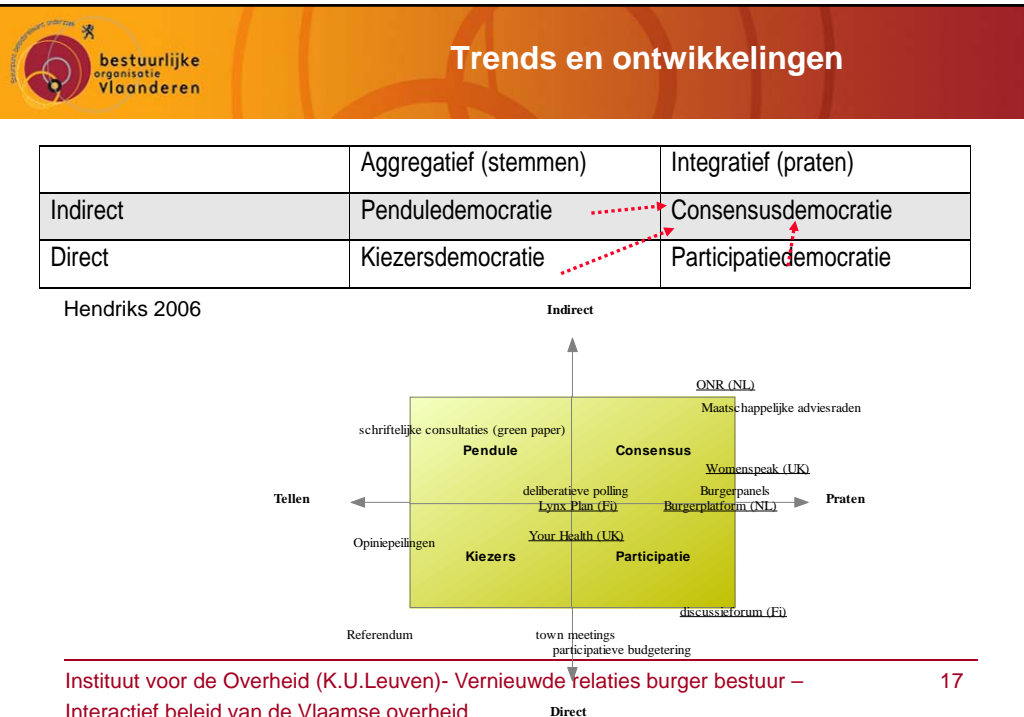 bestuurlijke
organisatie
Vlaanderen
Trends en ontwikkelingen
Aggregatief (stemmen) Integratief (praten)
Indirect Penduledemocratie Consensusdemocratie
Direct Kiezersdemocratie Participatiedemocratie
Hendriks 2006
Indirect
ONR (NL)
Maatschappelijke adviesraden
schriftelijke consultaties (green paper)
Pendule Consensus
Womenspeak (UK)
deliberatieve polling Burgerpanels
Tellen Lynx Plan (Fi) Burgerplatform (NL) Praten
Opiniepeilingen Your Health (UK)
Kiezers Participatie
discussieforum (Fi)
Referendum town meetings
participatieve budgetering
Instituut voor de Overheid (K.U.Leuven)- Vernieuwde relaties burger bestuur – 17
Interactief beleid van de Vlaamse overheid
Direct